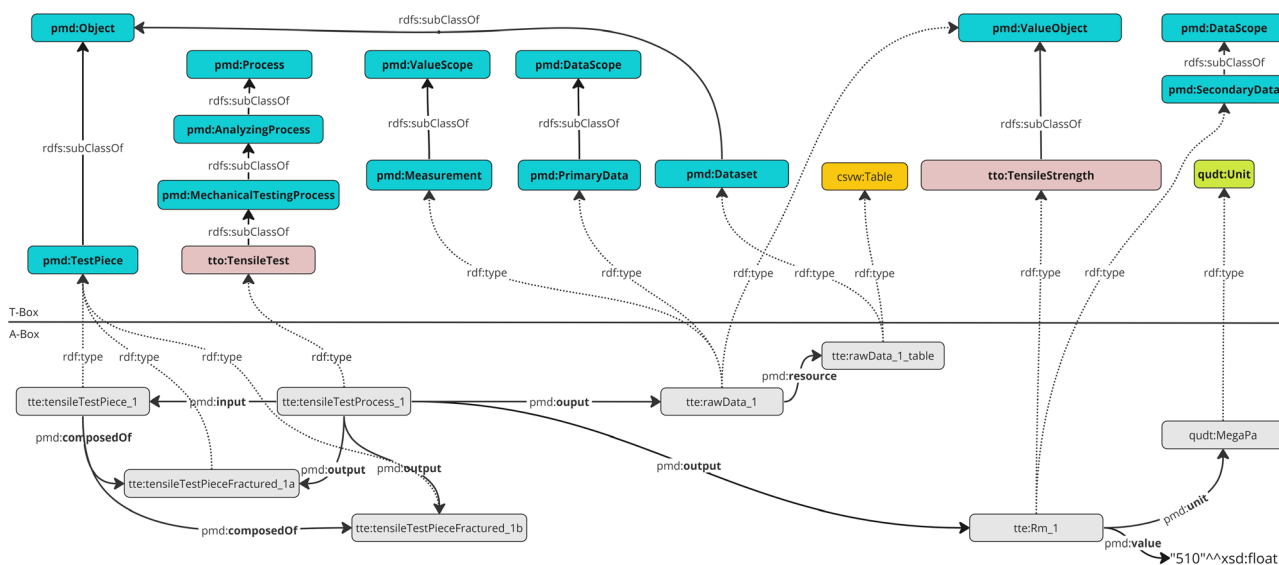 rdfs:subClassOf
pmd:Object
pmd:ValueObject
pmd:DataScope
pmd:Process
pmd:ValueScope
pmd:DataScope
rdfs:subClassOf
pmd:SecondaryData
rdfs:subClassOf
pmd:AnalyzingProcess
rdfs:subClassOf
rdfs:subClassOf
rdfs:subClassOf
rdfs:subClassOf
rdfs:subClassOf
pmd:MechanicalTestingProcess
pmd:Measurement
pmd:PrimaryData
pmd:Dataset
csvw:Table
tto:TensileStrength
qudt:Unit
rdfs:subClassOf
pmd:TestPiece
tto:TensileTest
rdf:type
rdf:type
rdf:type
rdf:type
rdf:type
rdf:type
rdf:type
rdf:type
T-Box
A-Box
rdf:type
rdf:type
rdf:type
rdf:type
tte:rawData_1_table
pmd:resource
tte:tensileTestPiece_1
pmd:input
tte:tensileTestProcess_1
pmd:ouput
tte:rawData_1
pmd:composedOf
qudt:MegaPa
pmd:output
pmd:output
pmd:output
tte:tensileTestPieceFractured_1a
pmd:unit
pmd:composedOf
tte:tensileTestPieceFractured_1b
tte:Rm_1
pmd:value
"510"^^xsd:float